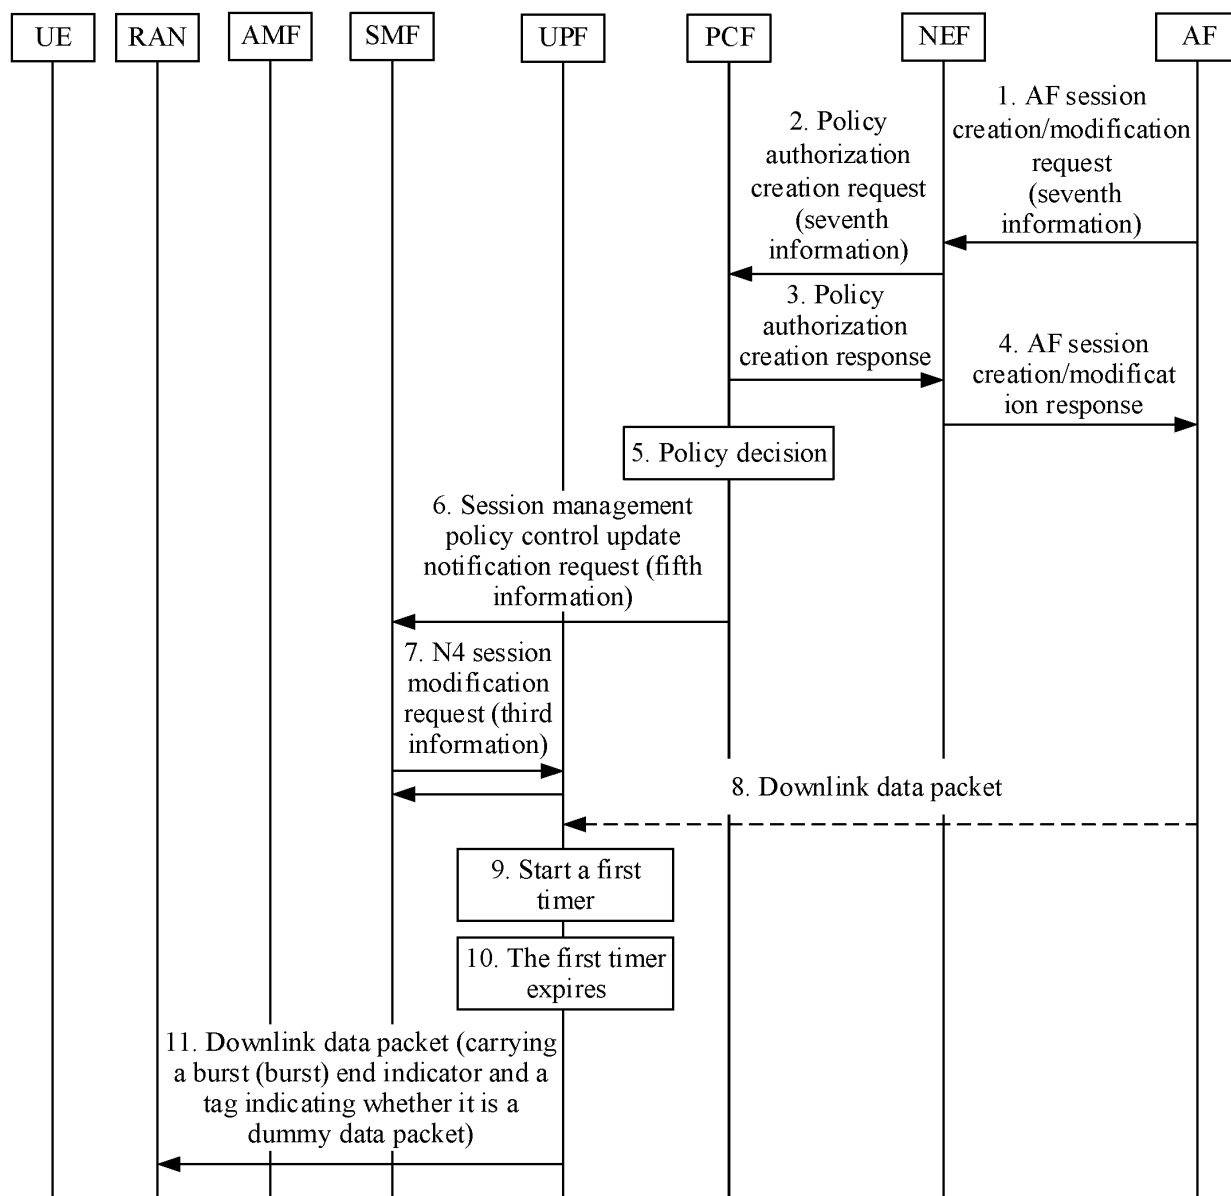 UE
RAN
AMF
SMF
UPF
PCF
NEF
AF
1. AF session
creation/modification
request
(seventh
information)
2. Policy
authorization
creation request
(seventh
information)
3. Policy
authorization
creation response
4. AF session
creation/modificat
ion response
5. Policy decision
6. Session management
policy control update
notification request (fifth
information)
7. N4 session
modification
request (third
information)
8. Downlink data packet
9. Start a first
timer
10. The first timer
expires
11. Downlink data packet (carrying
a burst (burst) end indicator and a
tag indicating whether it is a
dummy data packet)